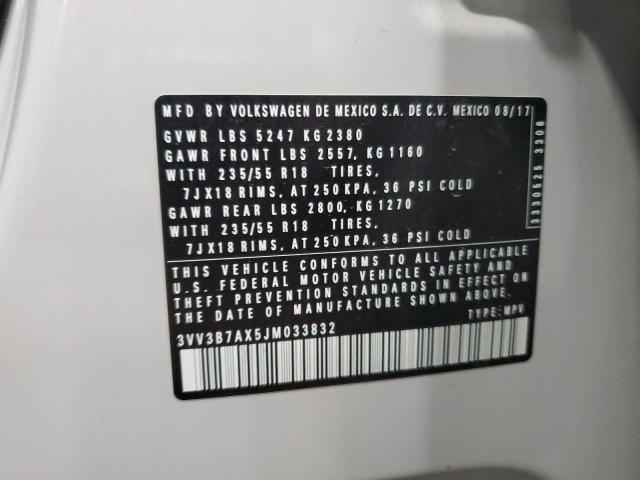 MFD BY VOLKSWAGEN DE MEXICO S.A. DE C.V. MEXICO 08/17
GVWR LBS 5247 KG 2380
GAWR FRONT LBS 2557, KG 1160
WITH 235/55 R18 TIRES,
7JX18 RIMS, AT 250 KPA, 36 PSI COLD
GAWR REAR LBS 2800, KG 1270
WITH 235/55 R18 TIRES,
7JX18 RIMS, AT 250 KPA, 36 PSI COLD
THIS VEHICLE CONFORMS TO ALL APPLICABLE
U.S. FEDERAL MOTOR VEHICLE SAFETY AND
THEFT PREVENTION STANDARDS IN EFFECT ON
THE DATE OF MANUFACTURE SHOWN ABOVE.
3VV3B7AX5JM033832
TYPE: MPV
3330525 3306